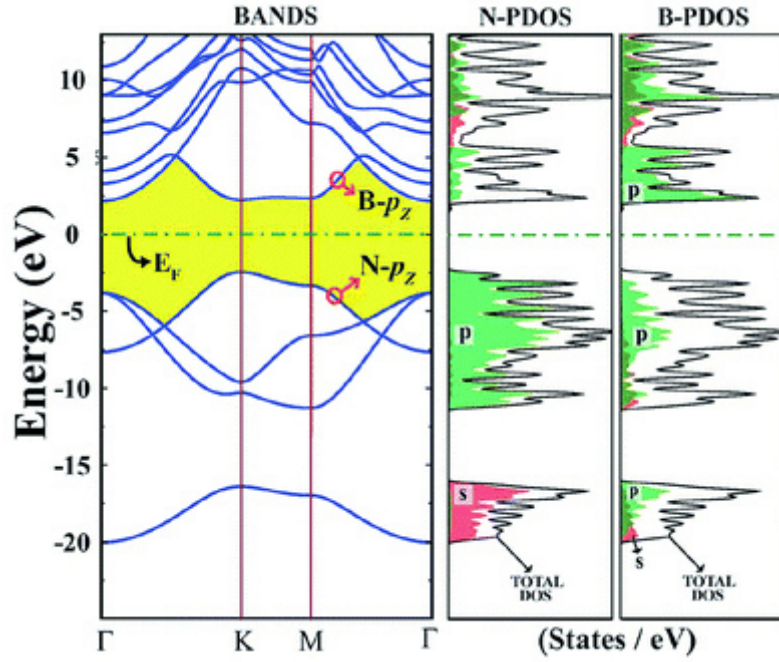 BANDS
N-PDOS
B-PDOS
Energy (eV)
10
5
0
-5
-10
-15
-20
B-pz
EF
N-pz
p
p
p
p
s
p
s
TOTAL
DOS
TOTAL
DOS
Γ
K
M
Γ
(States / eV)